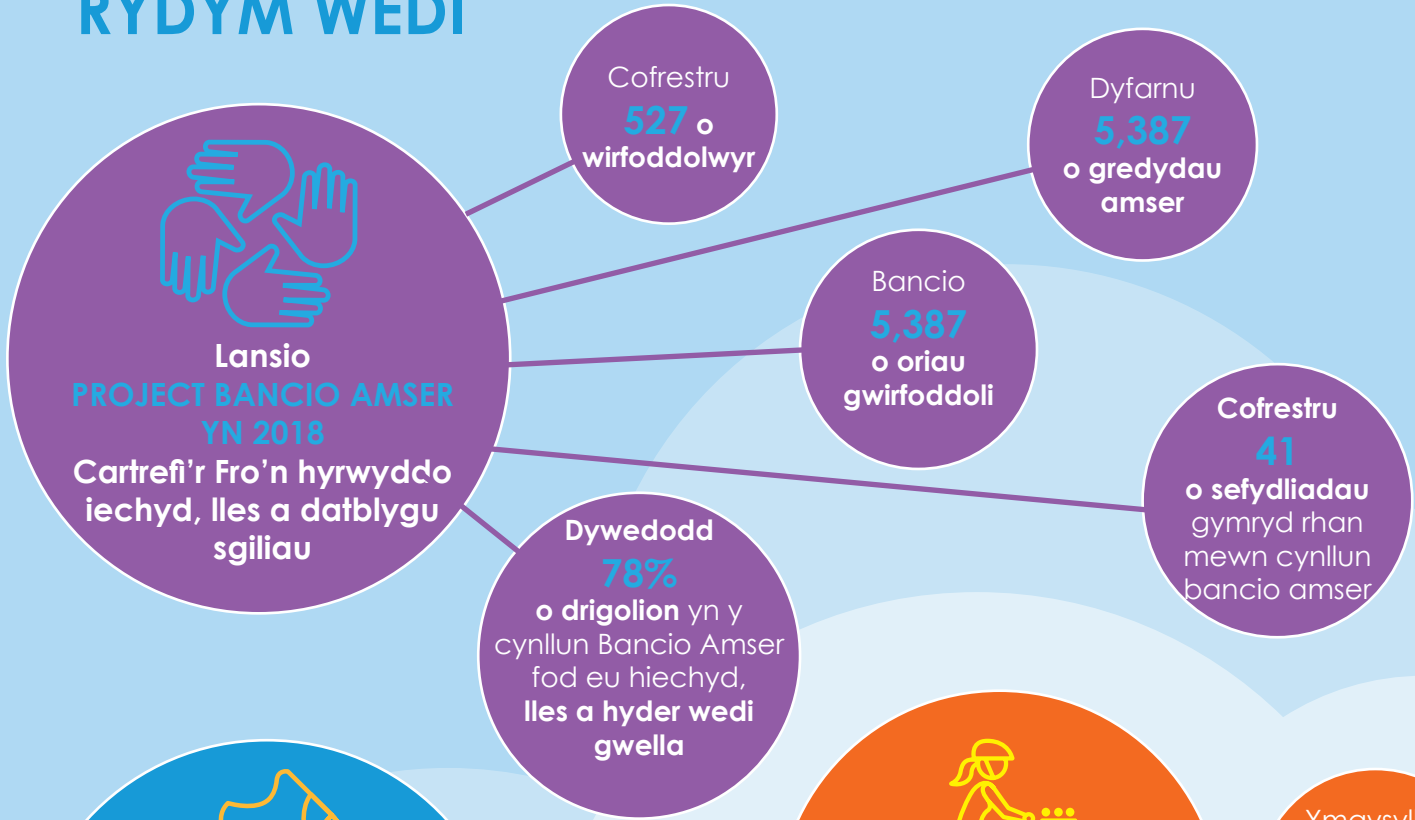 RYDYM WEDI
Lansio
PROJECT BANCIO AMSER
YN 2018
Cartrefi'r Fro'n hyrwyddo
iechyd, lles a datblygu
sgiliau
Cofrestru
527 o
wirfoddolwyr
Dyfarnu
5,387
o gredydau
amser
Bancio
5,387
o oriau
gwirfoddoli
Cofrestru
41
o sefydliadau
gymryd rhan
mewn cynllun
bancio amser
Dywedodd
78%
o drigolion yn y
cynllun Bancio Amser
fod eu hiechyd,
lles a hyder wedi
gwella